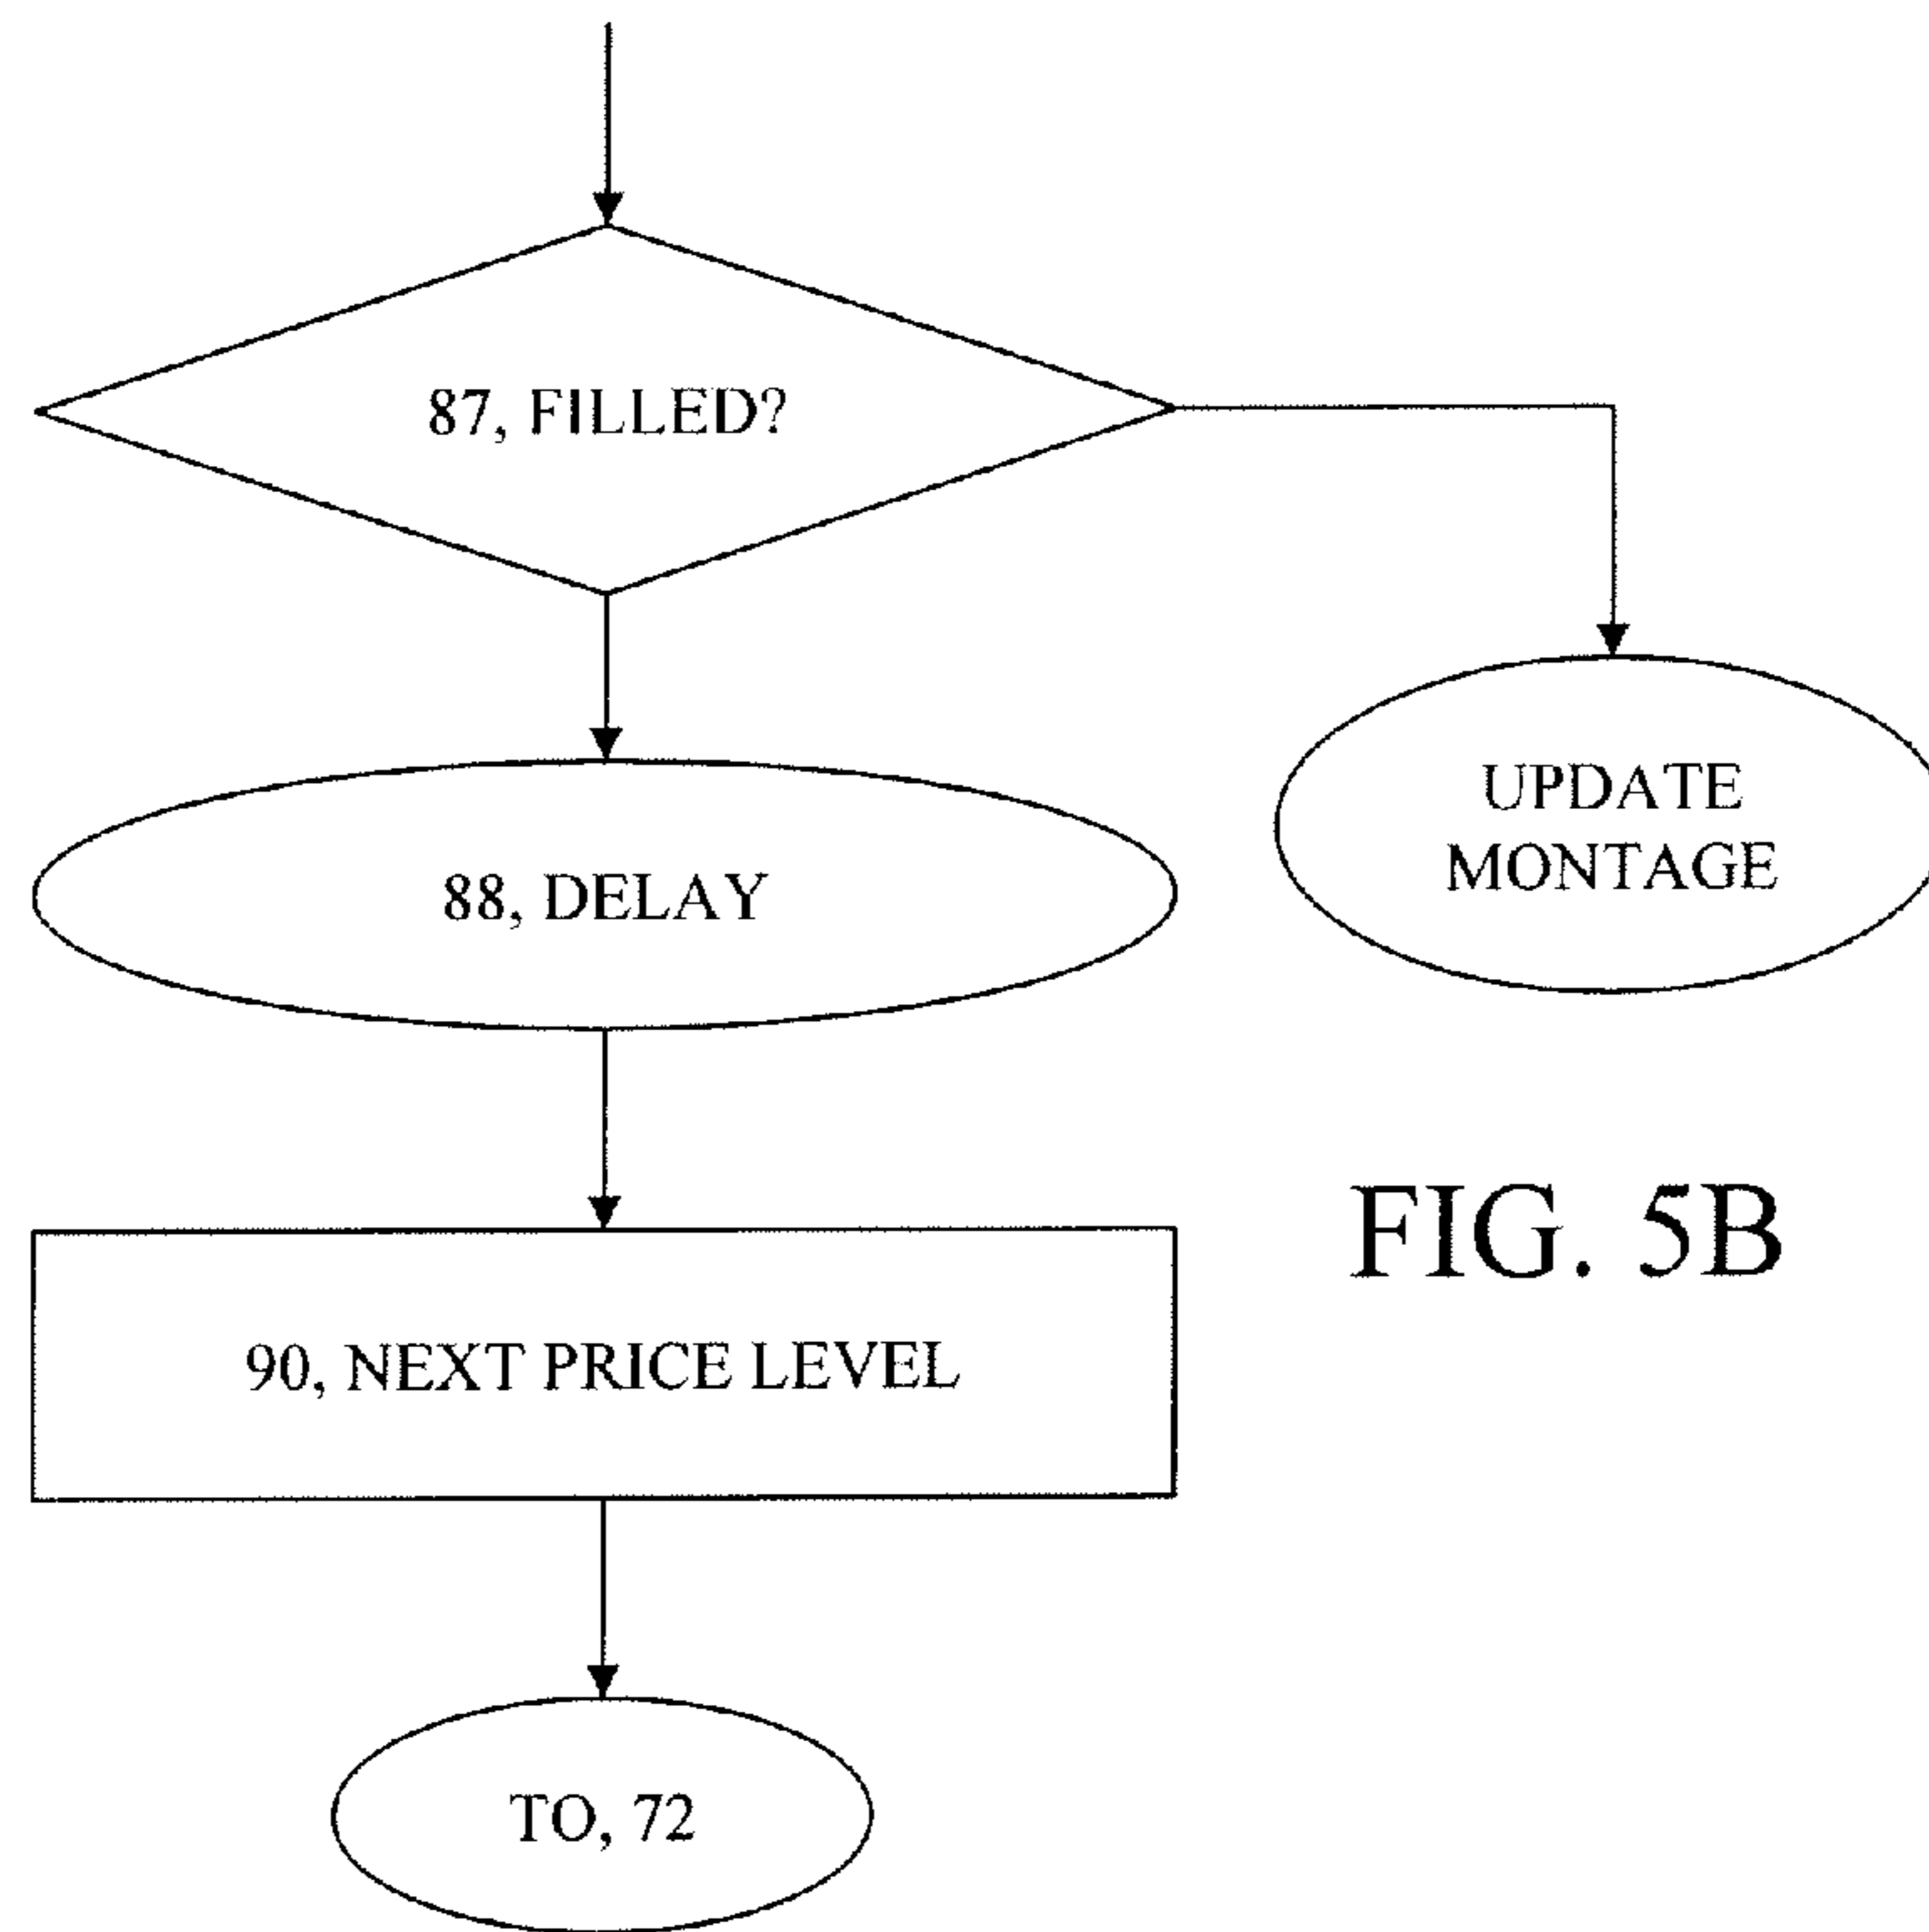 87, FILLED?
UPDATE
MONTAGE
88, DELAY
FIG. 5B
90, NEXT PRICE LEVEL
TO, 72